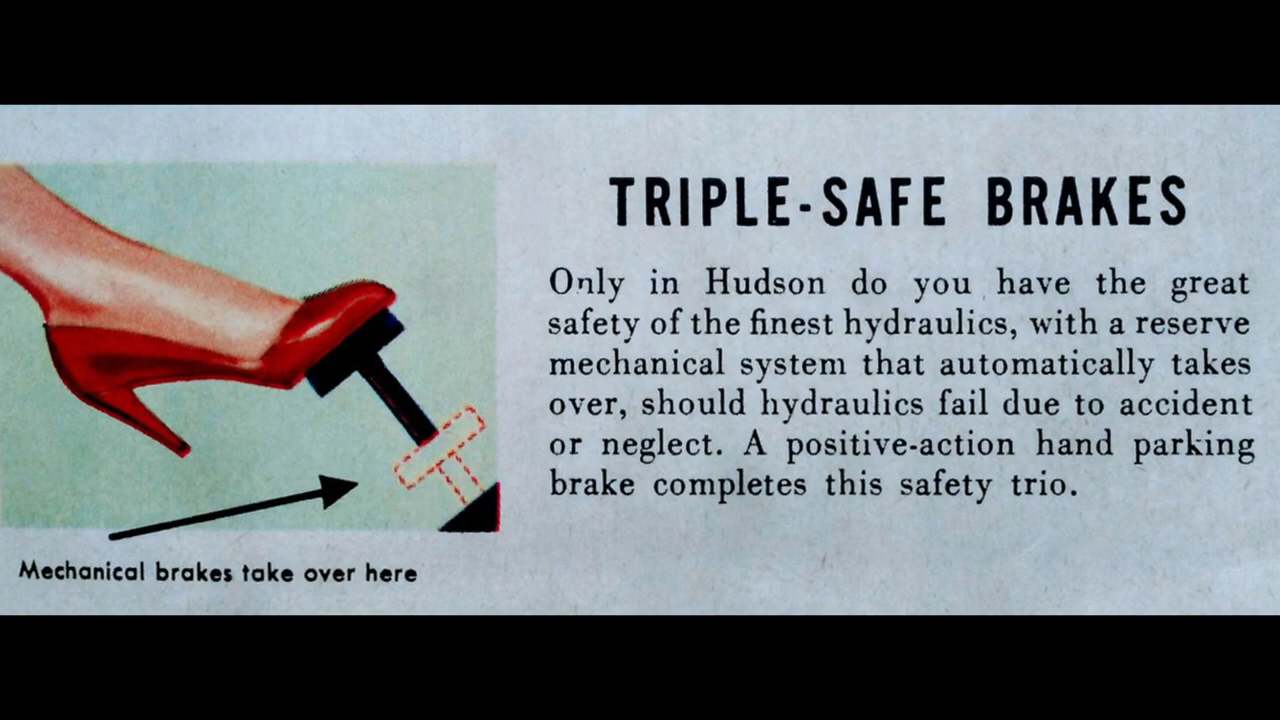 TRIPLE-SAFE BRAKES
Only in Hudson do you have the great
safety of the finest hydraulics, with a reserve
mechanical system that automatically takes
over, should hydraulics fail due to accident
or neglect. A positive-action hand parking
brake completes this safety trio.
Mechanical brakes take over here